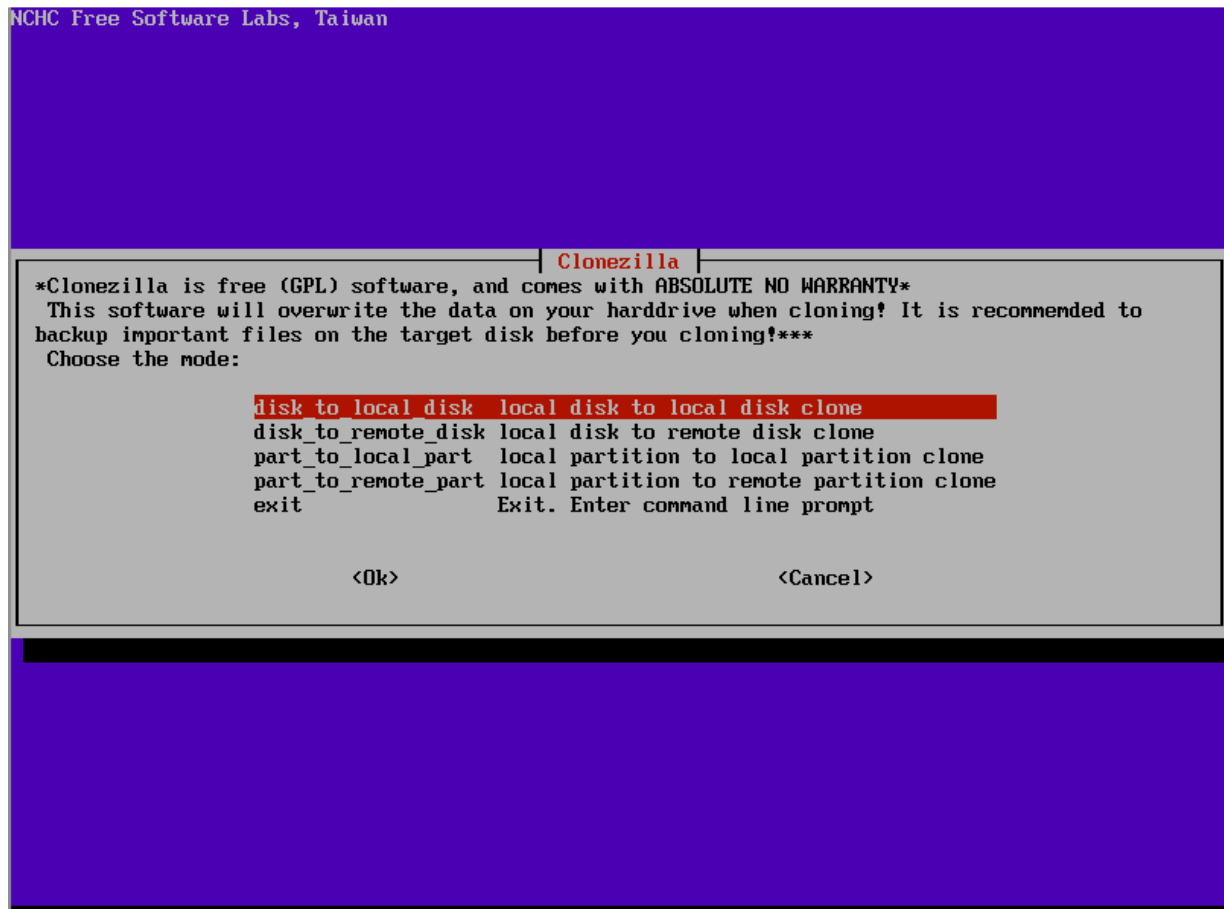 NCHC Free Software Labs, Taiwan
Clonezilla
*Clonezilla is free (GPL) software, and comes with ABSOLUTE NO WARRANTY*
This software will overwrite the data on your harddrive when cloning! It is recommended to
backup important files on the target disk before you cloning!***
Choose the mode:
disk_to_local_disk local disk to local disk clone
disk_to_remote_disk local disk to remote disk clone
part_to_local_part local partition to local partition clone
part_to_remote_part local partition to remote partition clone
exit Exit. Enter command line prompt
<Ok> <Cancel>